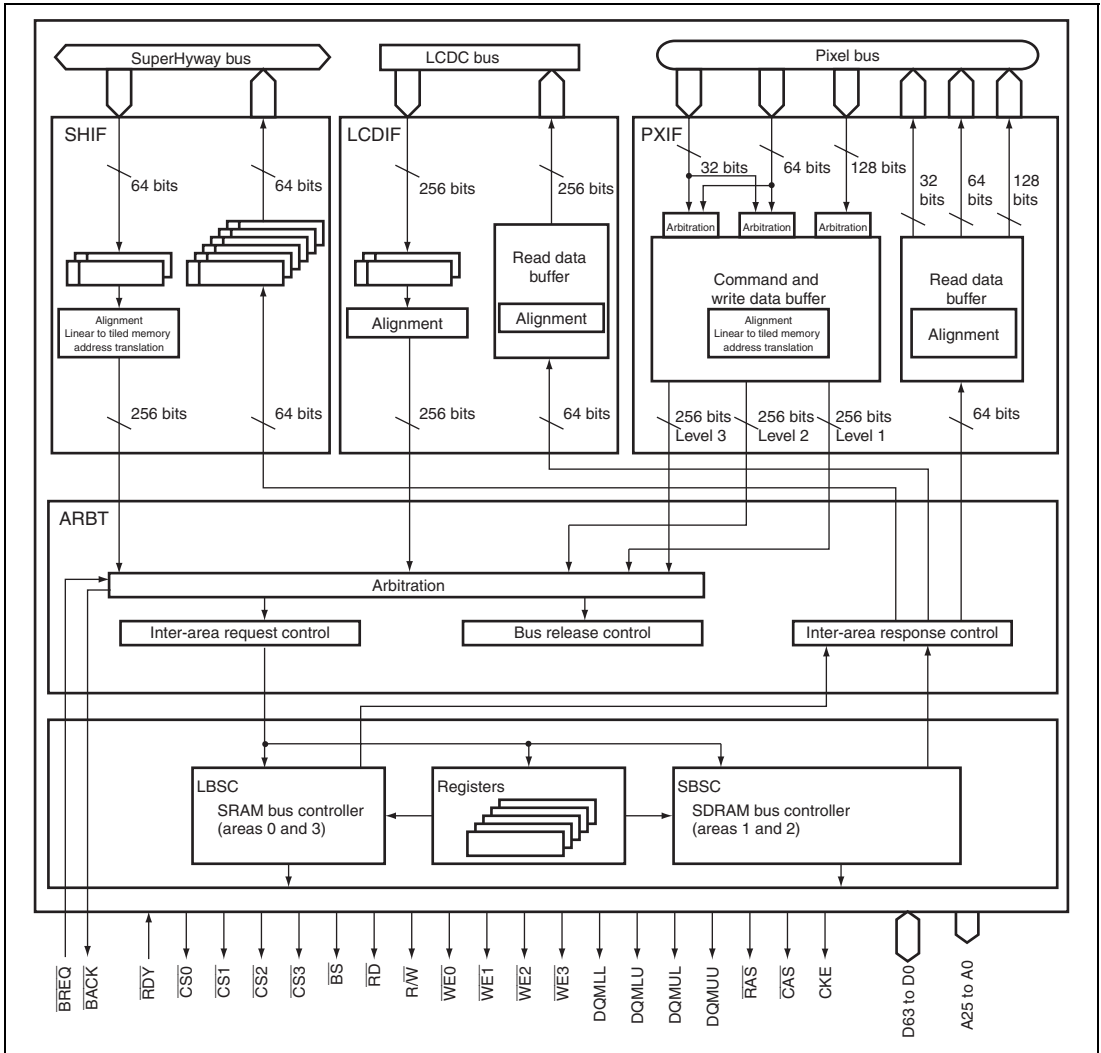 SuperHyway bus
LCDC bus
Pixel bus
SHIF
64 bits
64 bits
Alignment
Linear to tiled memory
address translation
256 bits
64 bits
LCDIF
256 bits
256 bits
Read data
buffer
Alignment
Alignment
256 bits
64 bits
PXIF
32 bits
64 bits
128 bits
32
bits
64
bits
128
bits
Arbitration
Arbitration
Arbitration
Command and
write data buffer
Alignment
Linear to tiled memory
address translation
Read data
buffer
Alignment
256 bits
Level 3
256 bits
Level 2
256 bits
Level 1
64 bits
ARBT
Arbitration
Inter-area request control
Bus release control
Inter-area response control
LBSC
SRAM bus controller
(areas 0 and 3)
Registers
SBSC
SDRAM bus controller
(areas 1 and 2)
BREQ
BACK
RDY
CS0
CS1
CS2
CS3
BS
RD
R/W
WE0
WE1
WE2
WE3
DQMLL
DQMLU
DQMUL
DQMUU
RAS
CAS
CKE
D63 to D0
A25 to A0